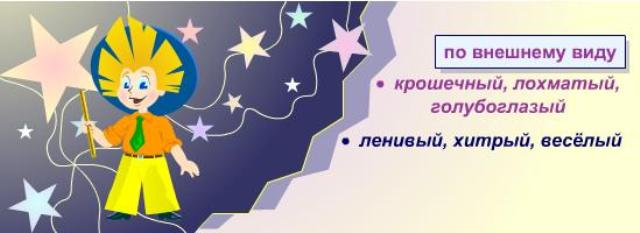 по внешнему виду
• крошечный, лохматый,
голубоглазый
• ленивый, хитрый, весёлый